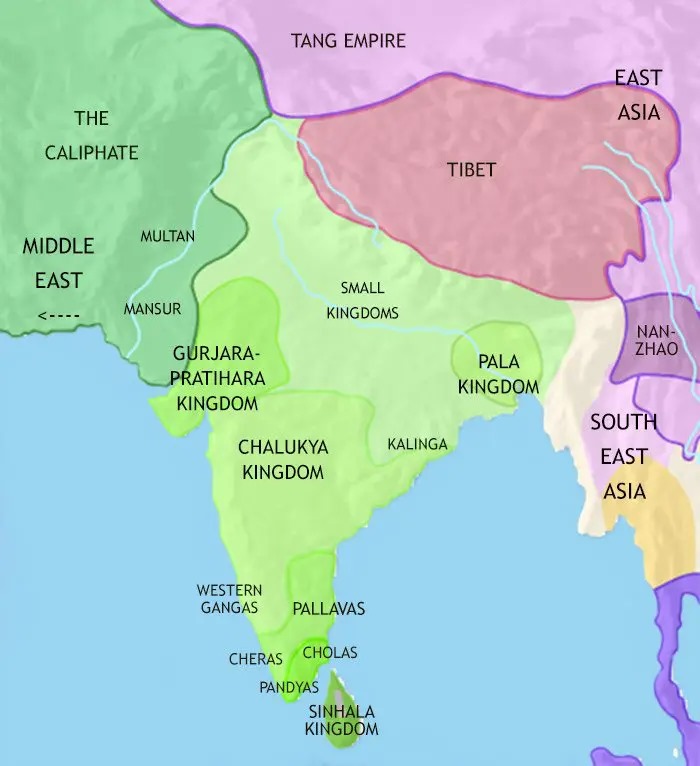 TANG EMPIRE
EAST
ASIA
THE
CALIPHATE
TIBET
MULTAN
MIDDLE
EAST
<----
MANSUR
SMALL
KINGDOMS
NAN-
ZHAO
GURJARA-
PRATIHARA
KINGDOM
PALA
KINGDOM
SOUTH
EAST
ASIA
CHALUKYA
KINGDOM
KALINGA
WESTERN
GANGAS
PALLAVAS
CHERAS
CHOLAS
PANDYAS
SINHALA
KINGDOM